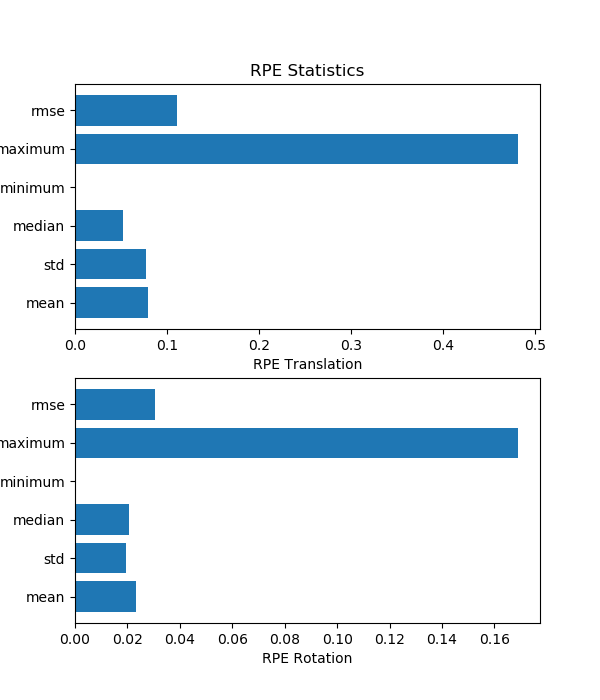 RPE Statistics
rmse
maximum
minimum
median
std
mean
0.0 0.1 0.2 0.3 0.4 0.5
RPE Translation
rmse
maximum
minimum
median
std
mean
0.00 0.02 0.04 0.06 0.08 0.10 0.12 0.14 0.16
RPE Rotation